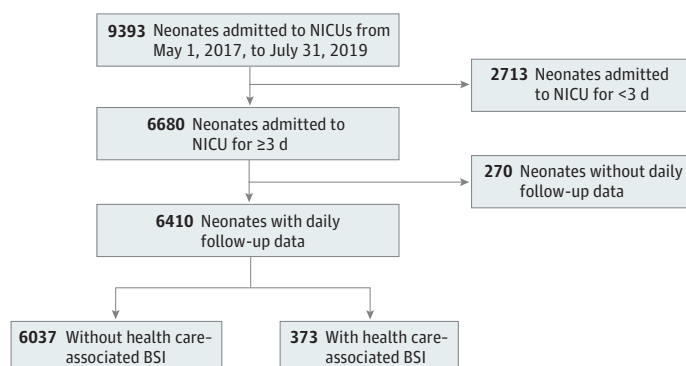 9393 Neonates admitted to NICUs from
May 1, 2017, to July 31, 2019
2713 Neonates admitted
to NICU for <3 d
6680 Neonates admitted to
NICU for ≥3 d
270 Neonates without daily
follow-up data
6410 Neonates with daily
follow-up data
6037 Without health care-
associated BSI
373 With health care-
associated BSI